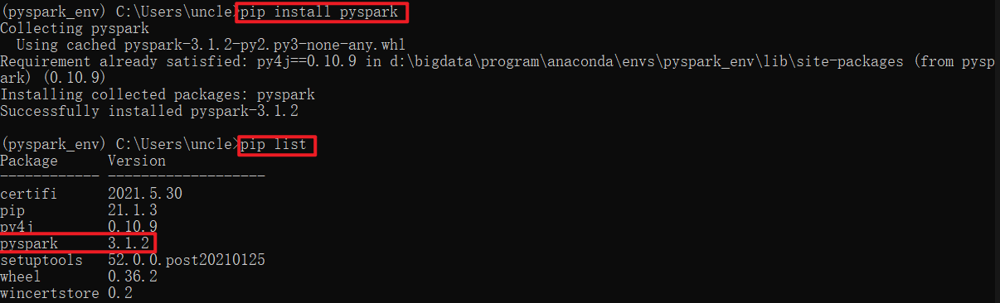 (pyspark_env) C:\Users\uncle>pip install pyspark
Collecting pyspark
  Using cached pyspark-3.1.2-py2.py3-none-any.whl
Requirement already satisfied: py4j==0.10.9 in d:\bigdata\program\anaconda\envs\pyspark_env\lib\site-packages (from pysp
ark) (0.10.9)
Installing collected packages: pyspark
Successfully installed pyspark-3.1.2
(pyspark_env) C:\Users\uncle>pip list
Package      Version
------------ -------------------
certifi      2021.5.30
pip          21.1.3
py4j         0.10.9
pyspark      3.1.2
setuptools   52.0.0.post20210125
wheel        0.36.2
wincertstore 0.2